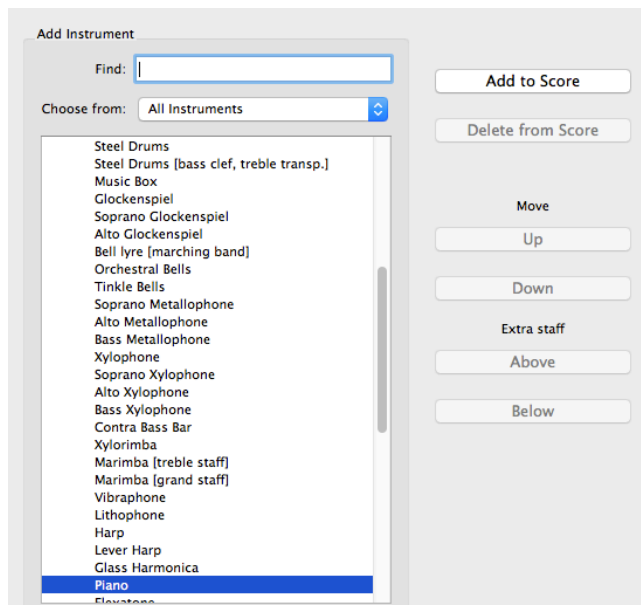 Add Instrument
Find:
Choose from: All Instruments
Steel Drums
Steel Drums [bass clef, treble transp.]
Music Box
Glockenspiel
Soprano Glockenspiel
Alto Glockenspiel
Bell lyre [marching band]
Orchestral Bells
Tinkle Bells
Soprano Metallophone
Alto Metallophone
Bass Metallophone
Xylophone
Soprano Xylophone
Alto Xylophone
Bass Xylophone
Contra Bass Bar
Xylorimba
Marimba [treble staff]
Marimba [grand staff]
Vibraphone
Lithophone
Harp
Lever Harp
Glass Harmonica
Piano
Flexatone
Add to Score
Delete from Score
Move
Up
Down
Extra staff
Above
Below